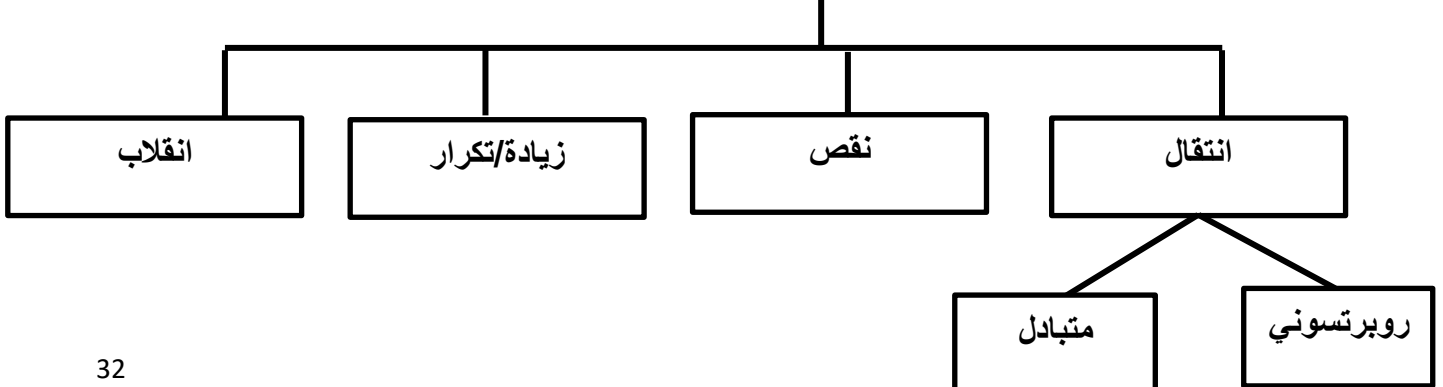 انتقال
نقص
زيادة/تكرار
انقلاب
روبرتسوني
متبادل
32